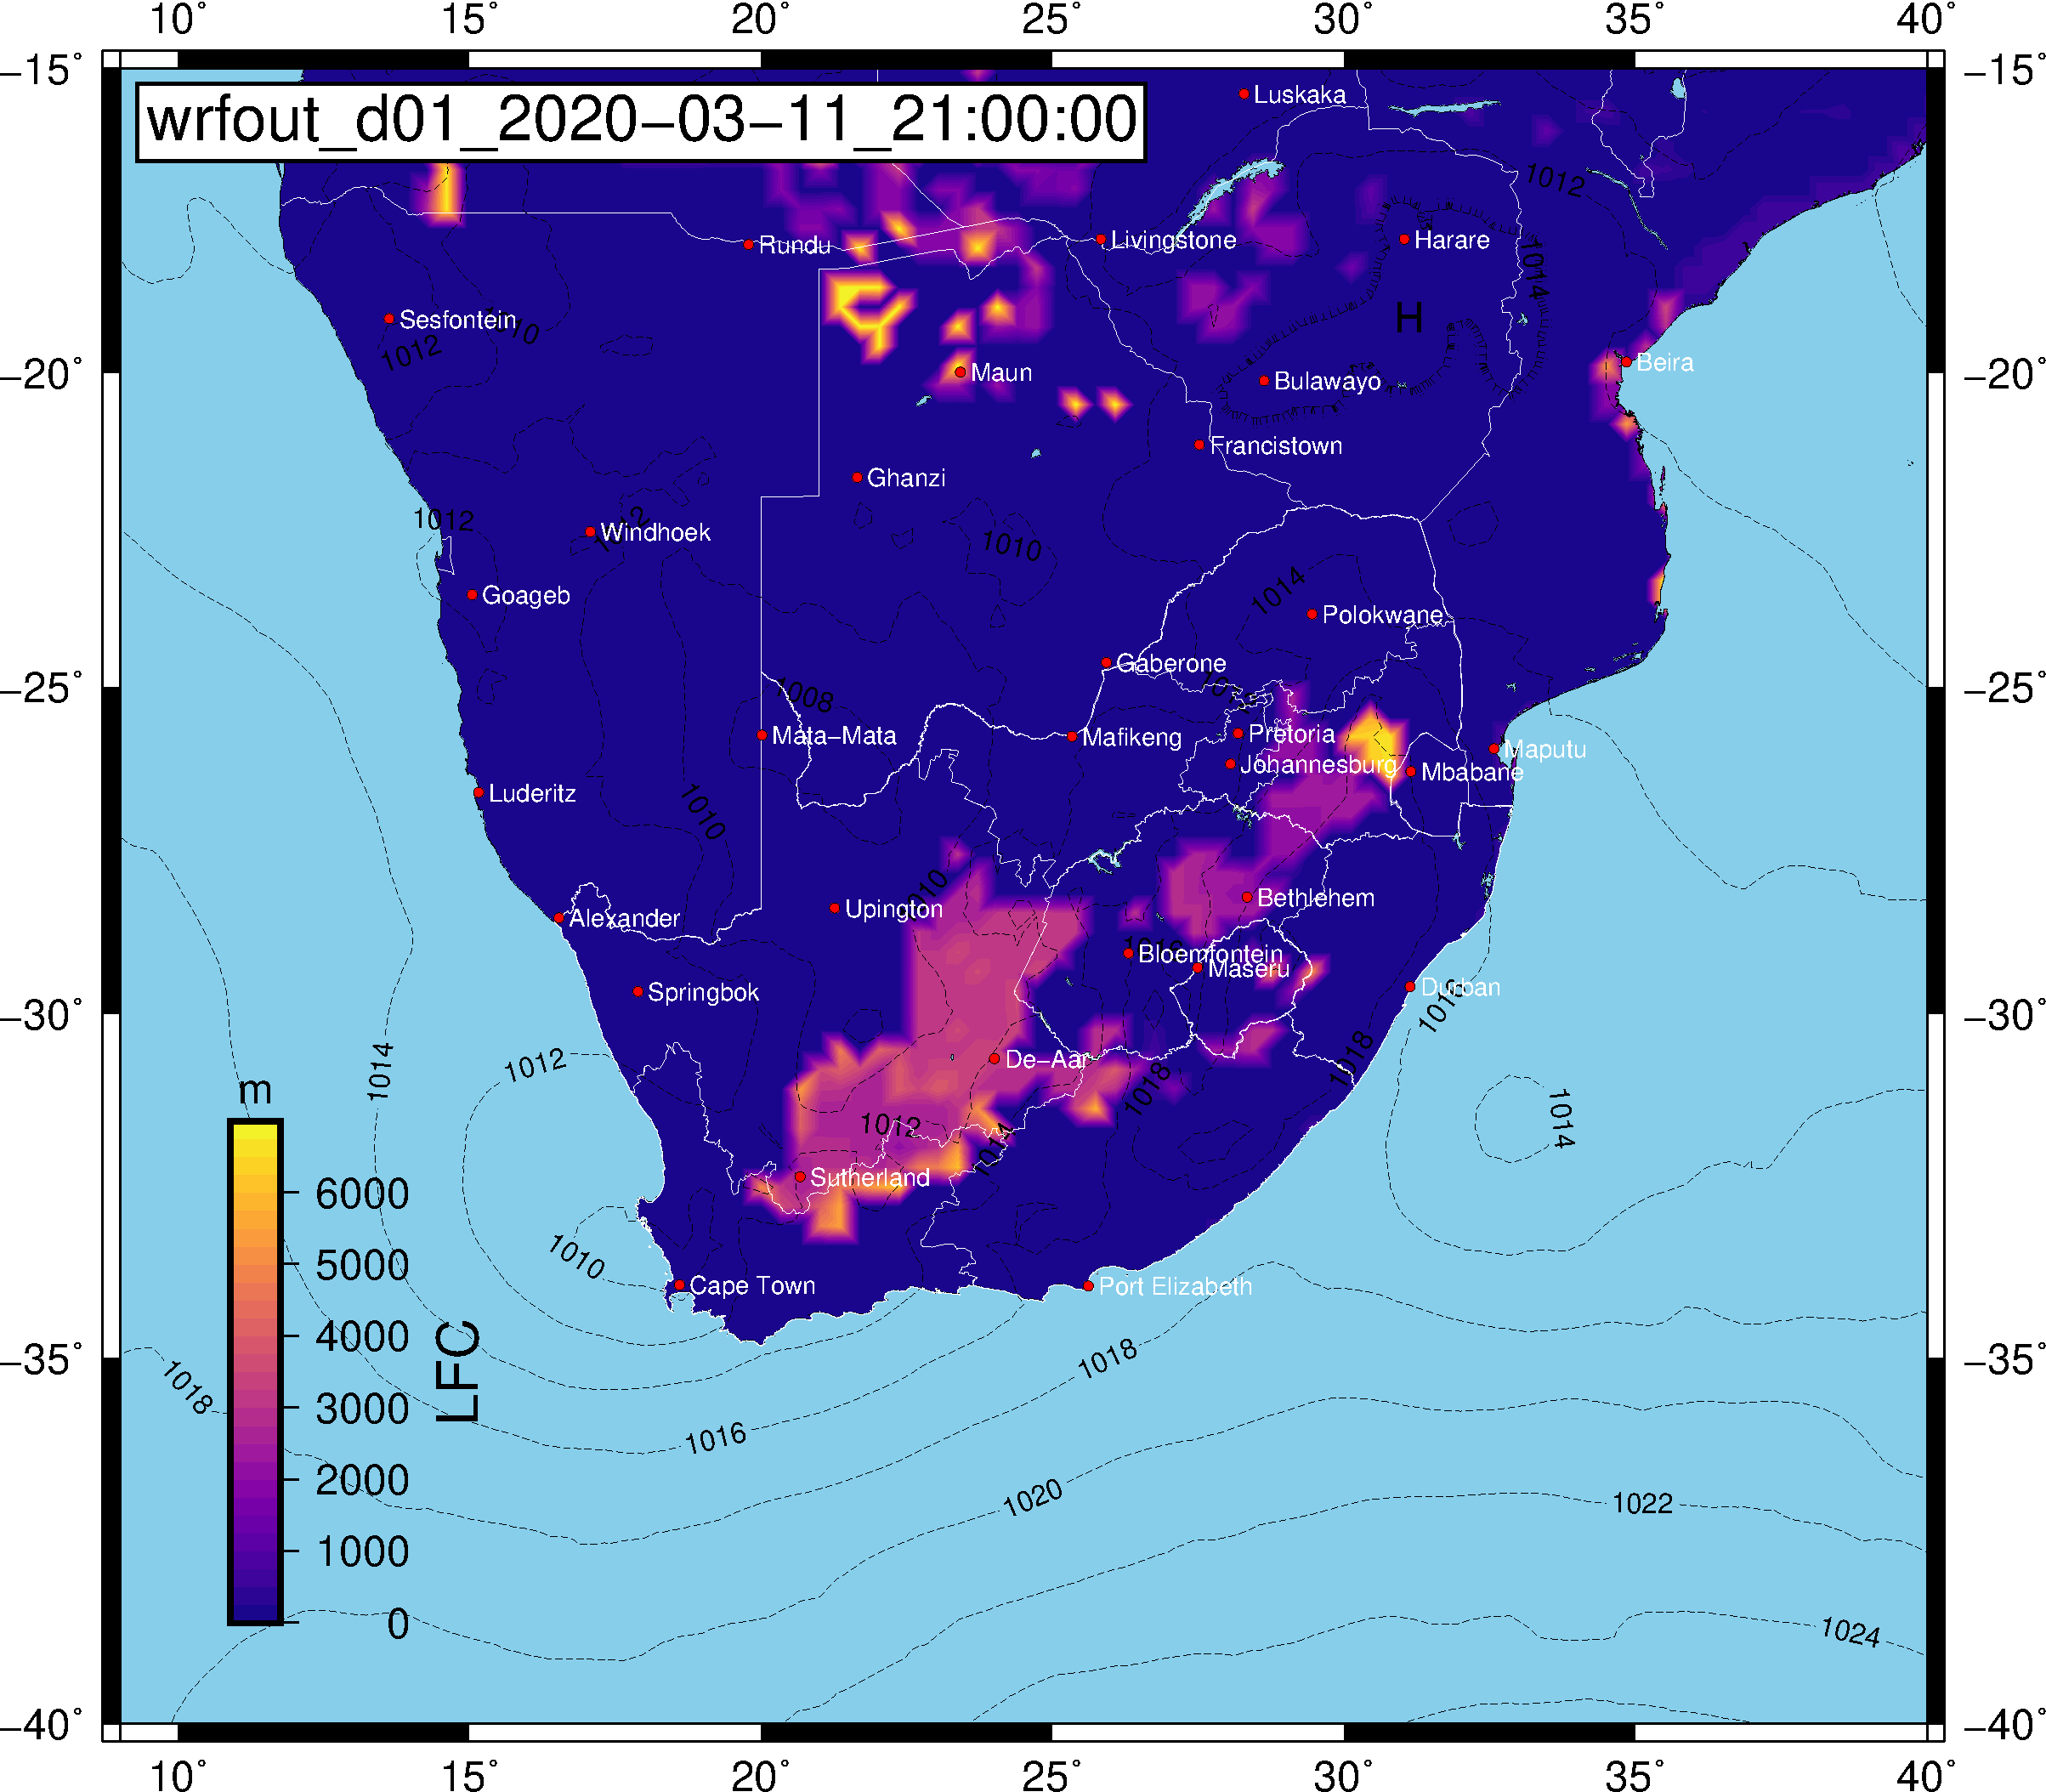 10° 15° 20° 25° 30° 35° 40°
−15° −15°
wrfout_d01_2020−03−11_21:00:00
Luskaka
1012
Rundu
Livingstone
Harare
1014
Sesfontein
1010
H
1012
Beira
−20° −20°
Maun
Bulawayo
Francistown
Ghanzi
1012
1012
Windhoek
1010
1014
Goageb
Polokwane
Gaberone
−25° −25°
1008
Mata−Mata
Mafikeng
Pretoria
Maputu
Johannesburg
Mbabane
Luderitz
1010
1010
Bethlehem
Upington
Alexander
1016
Bloemfontein
Maseru
Springbok
Durban
1016
−30° −30°
1018
1014
1012
De−Aar
1018
m
1014
1012
1014
Sutherland
6000
1010
5000
Cape Town
Port Elizabeth
4000
LFC
−35° −35°
1018
1018
3000
1016
2000
1020
1022
1000
0
1024
−40° −40°
10° 15° 20° 25° 30° 35° 40°